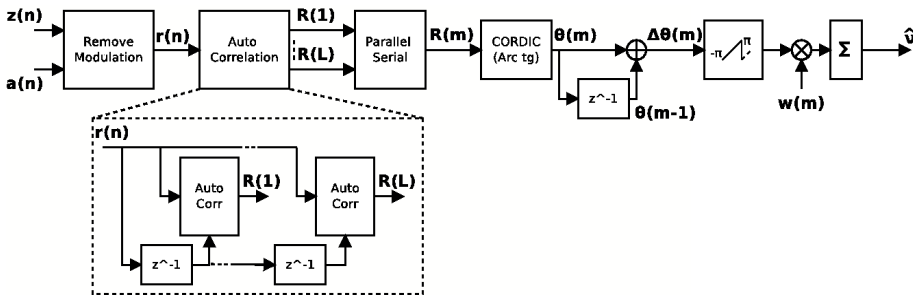 z(n)
a(n)
Remove
Modulation
r(n)
Auto
Correlation
R(1)
R(L)
Parallel
Serial
R(m)
CORDIC
(Arc tg)
θ(m)
z^-1
θ(m-1)
Δθ(m)
-π π
w(m)
Σ
v̂
r(n)
Auto
Corr
R(1)
Auto
Corr
R(L)
z^-1
z^-1